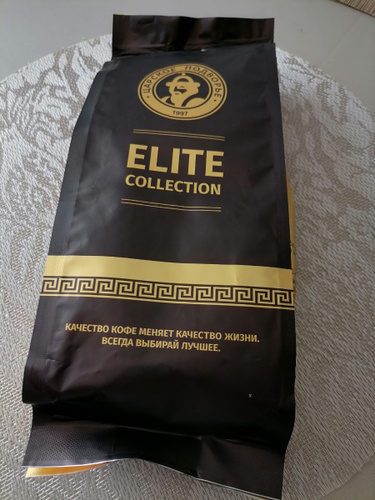 ЦАРСКОЕ ПОДВОРЬЕ
1997
ELITE
COLLECTION
КАЧЕСТВО КОФЕ МЕНЯЕТ КАЧЕСТВО ЖИЗНИ.
ВСЕГДА ВЫБИРАЙ ЛУЧШЕЕ.